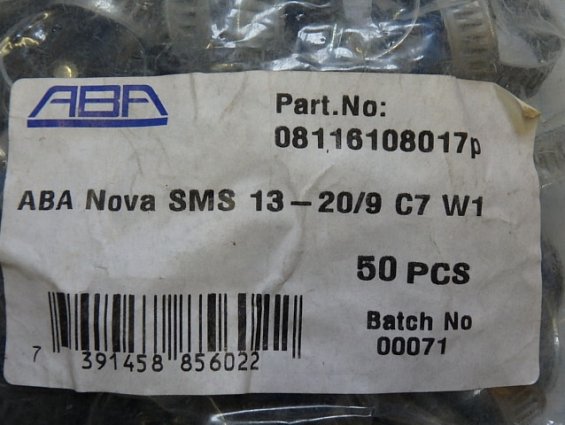 ABA
Part.No:
08116108017p
ABA Nova SMS 13-20/9 C7 W1
50 PCS
Batch No
00071
7 391458 856022